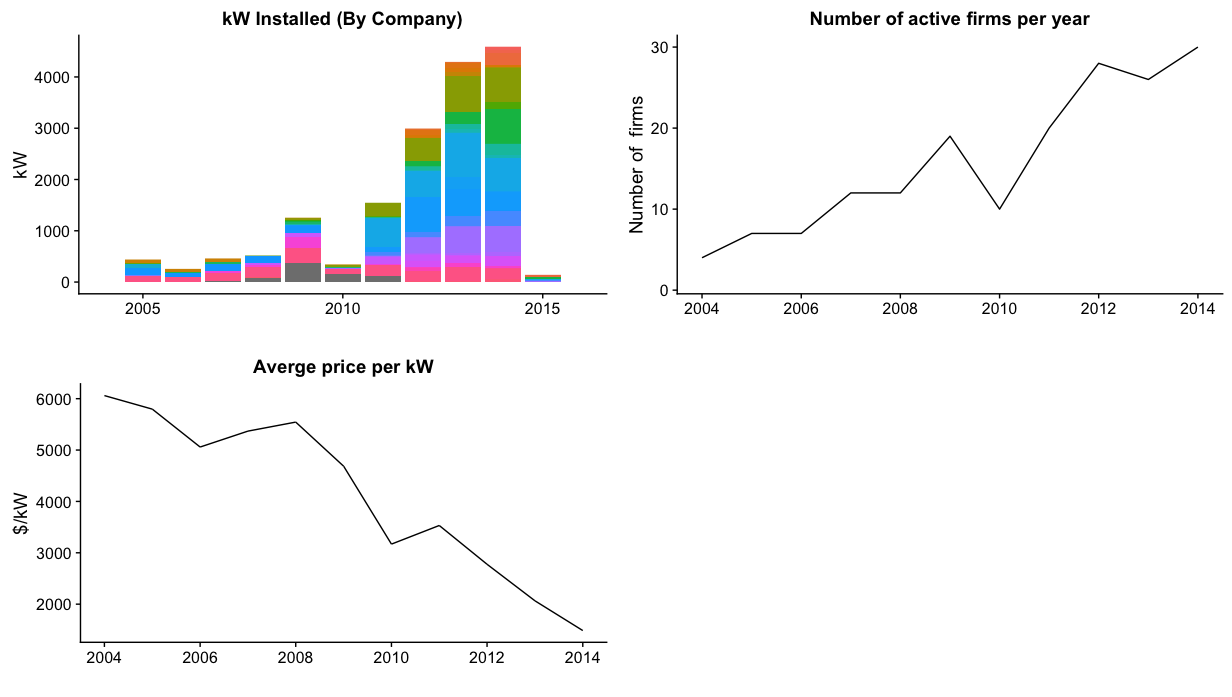 kW Installed (By Company)
kW
4000
3000
2000
1000
0
2005 2010 2015
Number of active firms per year
Number of firms
30
20
10
0
2004 2006 2008 2010 2012 2014
Averge price per kW
$/kW
6000
5000
4000
3000
2000
2004 2006 2008 2010 2012 2014